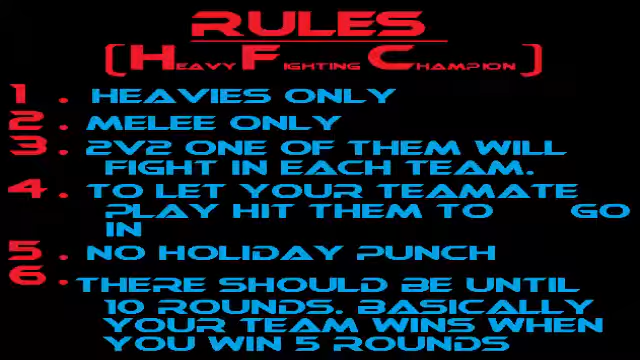 RULES
(HEAVY FIGHTING CHAMPION)
1. HEAVIES ONLY
2. MELEE ONLY
3. 2V2 ONE OF THEM WILL
FIGHT IN EACH TEAM.
4. TO LET YOUR TEAMATE
PLAY HIT THEM TO GO
IN
5. NO HOLIDAY PUNCH
6. THERE SHOULD BE UNTIL
10 ROUNDS. BASICALLY
YOUR TEAM WINS WHEN
YOU WIN 5 ROUNDS